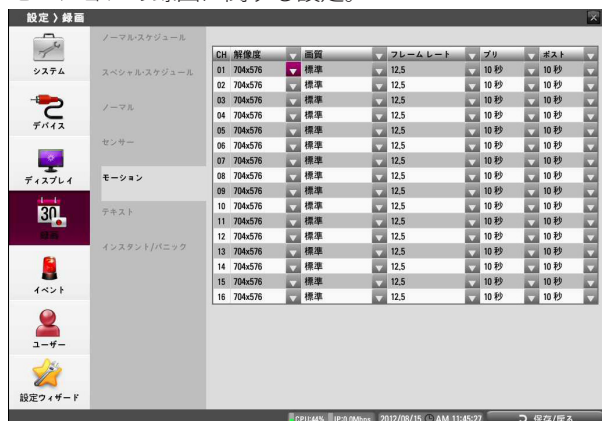 設定 > 録画
ノーマル・スケジュール
スペシャル・スケジュール
ノーマル
センサー
モーション
テキスト
インスタント/パニック
システム
デバイス
ディスプレイ
30
録画
イベント
ユーザー
設定ウィザード
CH 解像度 画質 フレームレート プリ ポスト
01 704x576 標準 12,5 10 秒 10 秒
02 704x576 標準 12,5 10 秒 10 秒
03 704x576 標準 12,5 10 秒 10 秒
04 704x576 標準 12,5 10 秒 10 秒
05 704x576 標準 12,5 10 秒 10 秒
06 704x576 標準 12,5 10 秒 10 秒
07 704x576 標準 12,5 10 秒 10 秒
08 704x576 標準 12,5 10 秒 10 秒
09 704x576 標準 12,5 10 秒 10 秒
10 704x576 標準 12,5 10 秒 10 秒
11 704x576 標準 12,5 10 秒 10 秒
12 704x576 標準 12,5 10 秒 10 秒
13 704x576 標準 12,5 10 秒 10 秒
14 704x576 標準 12,5 10 秒 10 秒
15 704x576 標準 12,5 10 秒 10 秒
16 704x576 標準 12,5 10 秒 10 秒
CPU:44% IP:0.0Mbps 2012/08/15 AM 11:45:27 保存/戻る